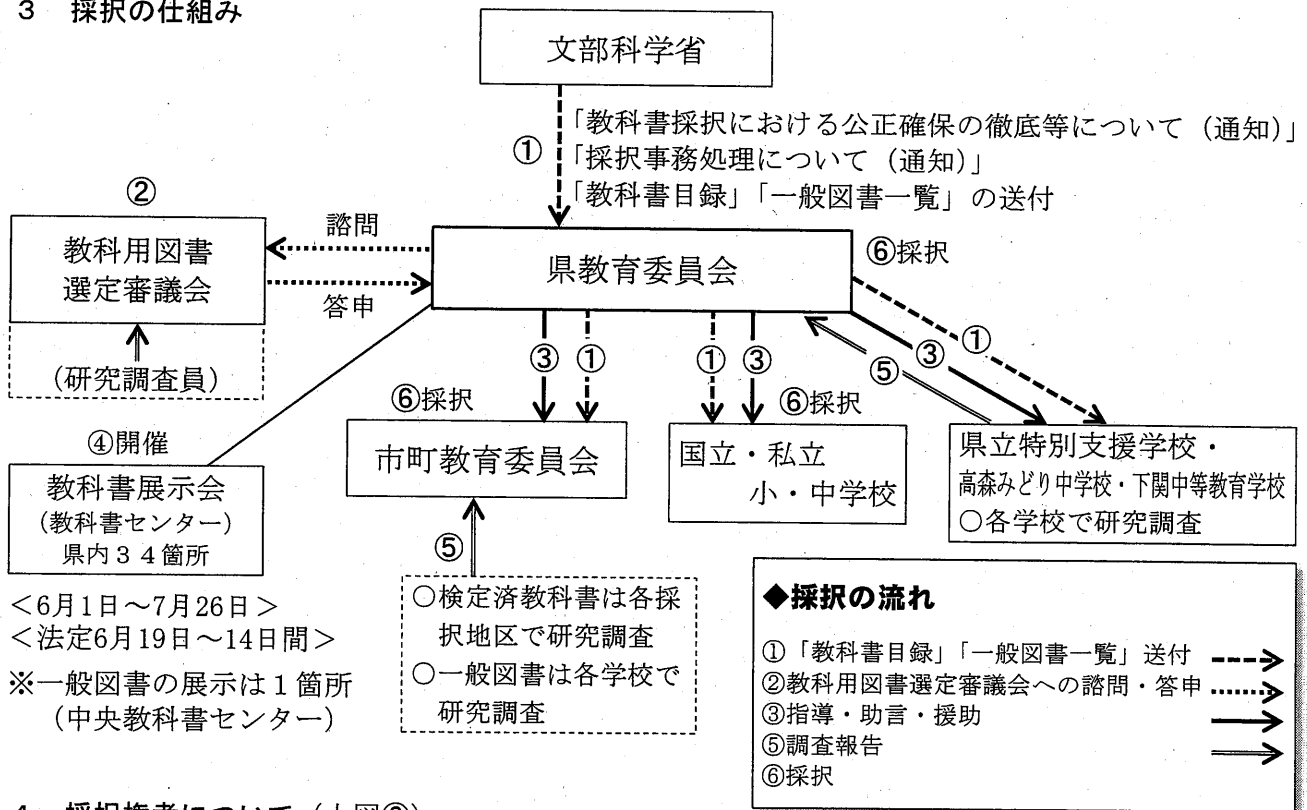 3 採択の仕組み
文部科学省
①
「教科書採択における公正確保の徹底等について（通知）」
「採択事務処理について（通知）」
「教科書目録」「一般図書一覧」の送付
②
教科用図書
選定審議会
（研究調査員）
諮問
答申
県教育委員会
⑥採択
③
①
①
③
⑤
③
①
⑥採択
市町教育委員会
⑥採択
国立・私立
小・中学校
県立特別支援学校・
高森みどり中学校・下関中等教育学校
○各学校で研究調査
④開催
教科書展示会
（教科書センター）
県内34箇所
＜6月1日～7月26日＞
＜法定6月19日～14日間＞
※一般図書の展示は1箇所
（中央教科書センター）
⑤
○検定済教科書は各採
択地区で研究調査
○一般図書は各学校で
研究調査
◆採択の流れ
①「教科書目録」「一般図書一覧」送付
②教科用図書選定審議会への諮問・答申
③指導・助言・援助
⑤調査報告
⑥採択